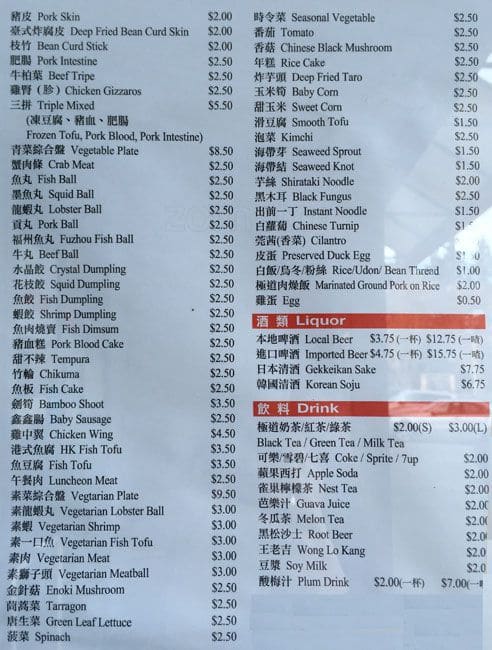 豬皮 Pork Skin $2.00
臺式炸腐皮 Deep Fried Bean Curd Skin $2.00
枝竹 Bean Curd Stick $2.00
肥腸 Pork Intestine $2.50
牛柏葉 Beef Tripe $2.50
雞腎(胗) Chicken Gizzaros $2.50
三拼 Triple Mixed $5.50
(凍豆腐、豬血、肥腸
Frozen Tofu, Pork Blood, Pork Intestine)
青菜綜合盤 Vegetable Plate $8.50
蟹肉條 Crab Meat $2.50
魚丸 Fish Ball $2.50
墨魚丸 Squid Ball $2.50
龍蝦丸 Lobster Ball $2.50
貢丸 Pork Ball $2.50
福州魚丸 Fuzhou Fish Ball $2.50
牛丸 Beef Ball $2.50
水晶餃 Crystal Dumpling $2.50
花枝餃 Squid Dumpling $2.50
魚餃 Fish Dumpling $2.50
蝦餃 Shrimp Dumpling $2.50
魚肉燒賣 Fish Dimsum $2.50
豬血糕 Pork Blood Cake $2.50
甜不辣 Tempura $2.50
竹輪 Chikuma $2.50
魚板 Fish Cake $2.50
劍筍 Bamboo Shoot $3.50
鑫鑫腸 Baby Sausage $2.50
雞中翼 Chicken Wing $4.50
港式魚腐 HK Fish Tofu $3.50
魚豆腐 Fish Tofu $3.50
午餐肉 Luncheon Meat $2.50
素菜綜合盤 Vegtarian Plate $9.50
素龍蝦丸 Vegetarian Lobster Ball $3.00
素蝦 Vegetarian Shrimp $3.00
素一口魚 Vegetarian Fish Tofu $3.00
素肉 Vegetarian Meat $3.00
素獅子頭 Vegetarian Meatball $3.00
金針菇 Enoki Mushroom $2.50
茼蒿菜 Tarragon $2.50
唐生菜 Green Leaf Lettuce $2.50
菠菜 Spinach $2.50
時令菜 Seasonal Vegetable $2.50
番茄 Tomato $2.50
香菇 Chinese Black Mushroom $2.50
年糕 Rice Cake $2.50
炸芋頭 Deep Fried Taro $2.50
玉米筍 Baby Corn $2.50
甜玉米 Sweet Corn $2.50
滑豆腐 Smooth Tofu $1.50
泡菜 Kimchi $2.50
海帶芽 Seaweed Sprout $1.50
海帶結 Seaweed Knot $1.50
芋絲 Shirataki Noodle $2.00
黑木耳 Black Fungus $2.50
出前一丁 Instant Noodle $1.50
白蘿蔔 Chinese Turnip $1.50
莞茜(香菜) Cilantro $1.50
皮蛋 Preserved Duck Egg
白飯/烏冬/粉絲 Rice/Udon/ Bean Thread $1.00
極道肉燥飯 Marinated Ground Pork on Rice $2.00
雞蛋 Egg $0.50
酒 類 Liquor
本地啤酒 Local Beer $3.75(一杯) $12.75(一嗜)
進口啤酒 Imported Beer $4.75(一杯) $15.75(一嗜)
日本清酒 Gekkeikan Sake $7.75
韓國清酒 Korean Soju $6.75
飲 料 Drink
極道奶茶/紅茶/綠茶 $2.00(S) $3.00(L)
Black Tea / Green Tea / Milk Tea
可樂/雪碧/七喜 Coke / Sprite / 7up $2.00
蘋果西打 Apple Soda $2.00
雀巢檸檬茶 Nest Tea $2.00
芭樂汁 Guava Juice $2.00
冬瓜茶 Melon Tea $2.00
黑松沙士 Root Beer $2.00
王老吉 Wong Lo Kang $2.0
豆漿 Soy Milk $2.0
酸梅汁 Plum Drink $2.00(一杯) $7.00(一